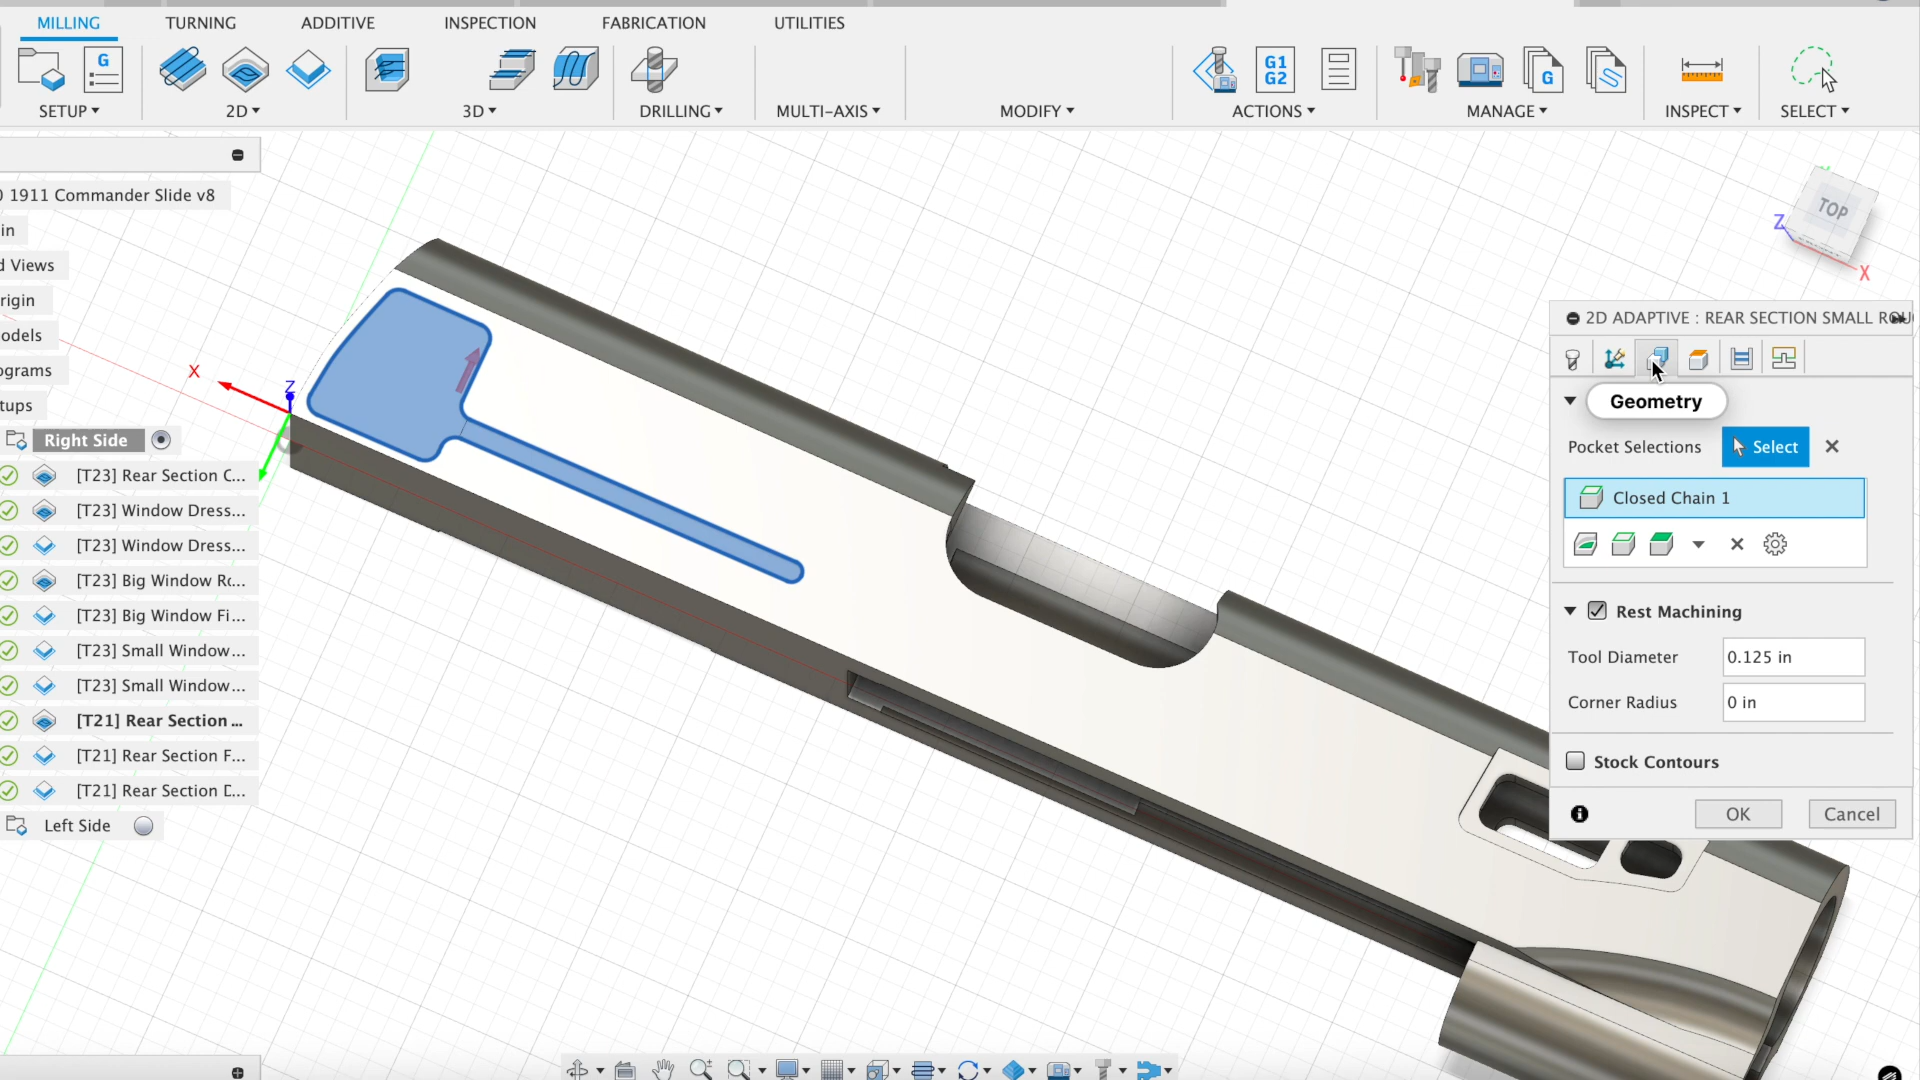 MILLING TURNING ADDITIVE INSPECTION FABRICATION UTILITIES
G
G1
G2
G
SETUP 2D 3D DRILLING MULTI-AXIS MODIFY ACTIONS MANAGE INSPECT SELECT
1911 Commander Slide v8
in
d Views
rigin
odels
ograms
tups
Right Side
[T23] Rear Section C...
[T23] Window Dress...
[T23] Window Dress...
[T23] Big Window Ro...
[T23] Big Window Fi...
[T23] Small Window...
[T23] Small Window...
[T21] Rear Section ...
[T21] Rear Section F...
[T21] Rear Section D...
Left Side
X
Z
TOP
Z
X
2D ADAPTIVE : REAR SECTION SMALL ROU
Geometry
Pocket Selections Select
Closed Chain 1
Rest Machining
Tool Diameter 0.125 in
Corner Radius 0 in
Stock Contours
OK Cancel